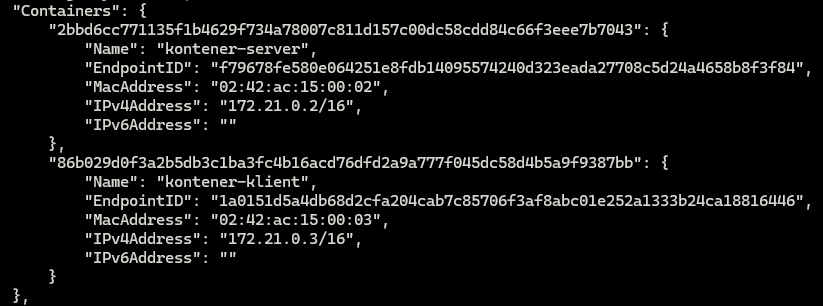 "Containers": {
    "2bbd6cc771135f1b4629f734a78007c811d157c00dc58cdd84c66f3eee7b7043": {
        "Name": "kontener-server",
        "EndpointID": "f79678fe580e064251e8fdb14095574240d323eada27708c5d24a4658b8f3f84",
        "MacAddress": "02:42:ac:15:00:02",
        "IPv4Address": "172.21.0.2/16",
        "IPv6Address": ""
    },
    "86b029d0f3a2b5db3c1ba3fc4b16acd76dfd2a9a777f045dc58d4b5a9f9387bb": {
        "Name": "kontener-klient",
        "EndpointID": "1a0151d5a4db68d2cfa204cab7c85706f3af8abc01e252a1333b24ca18816446",
        "MacAddress": "02:42:ac:15:00:03",
        "IPv4Address": "172.21.0.3/16",
        "IPv6Address": ""
    }
},